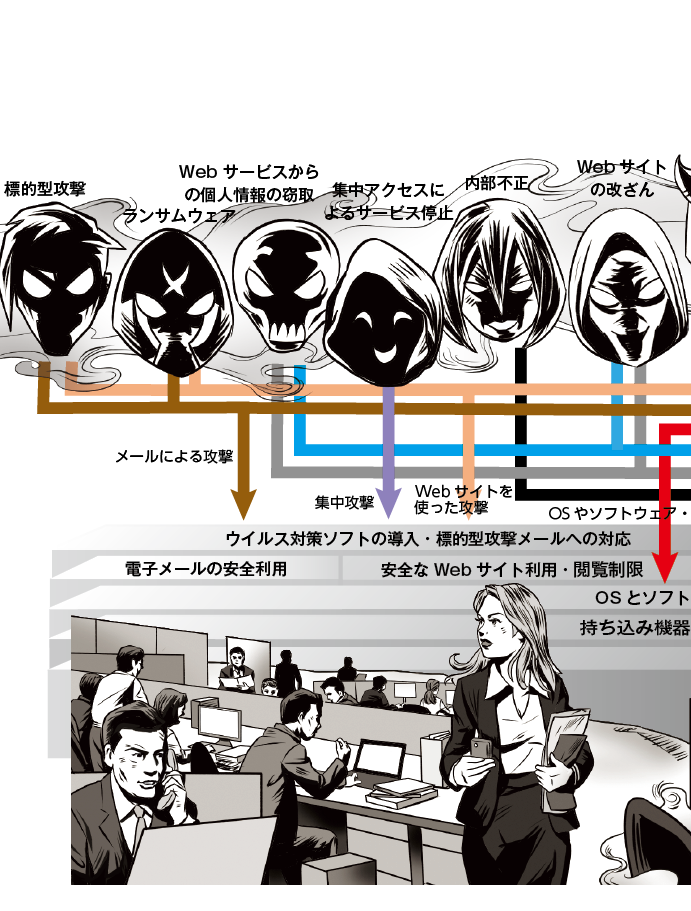 標的型攻撃
ランサムウェア
Web サービスから
の個人情報の窃取
集中アクセスに
よるサービス停止
内部不正
Web サイト
の改ざん
メールによる攻撃
集中攻撃
Web サイトを
使った攻撃
OS やソフトウェア・
ウイルス対策ソフトの導入・標的型攻撃メールへの対応
電子メールの安全利用
安全な Web サイト利用・閲覧制限
OS とソフト
持ち込み機器